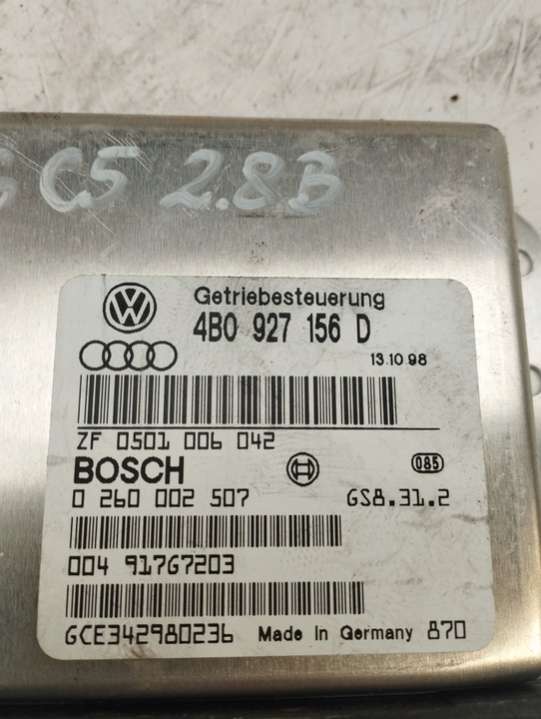 C5 2.8B
Getriebesteuerung
4B0 927 156 D
13.10.98
ZF 0501 006 042
BOSCH
085
0 260 002 507 GS8.31.2
004 91767203
GCE342980236 Made in Germany 870